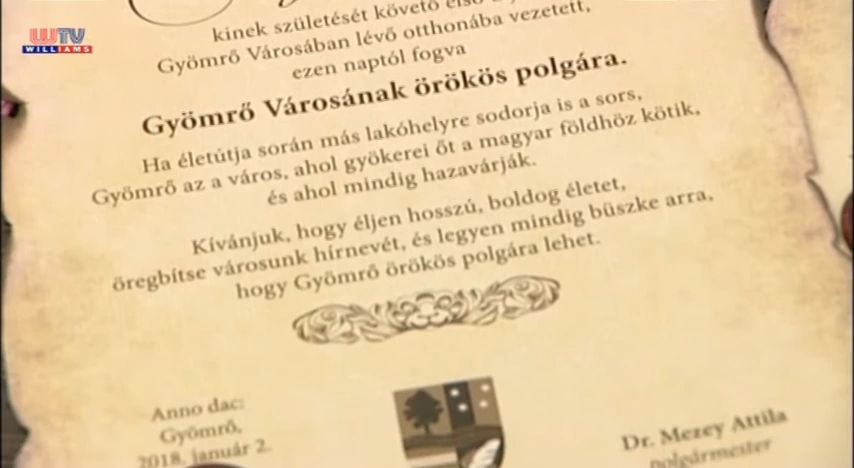 WTV
WILLIAMS
kinek születését követő első
Gyömrő Városában lévő otthonába vezetett,
ezen naptól fogva
Gyömrő Városának örökös polgára.
Ha életútja során más lakóhelyre sodorja is a sors,
Gyömrő az a város, ahol gyökerei őt a magyar földhöz kötik,
és ahol mindig hazavárják.
Kívánjuk, hogy éljen hosszú, boldog életet,
öregbítse városunk hírnevét, és legyen mindig büszke arra,
hogy Gyömrő örökös polgára lehet.
Anno dac:
Gyömrő,
2018. január 2.
Dr. Mezey Attila
polgármester